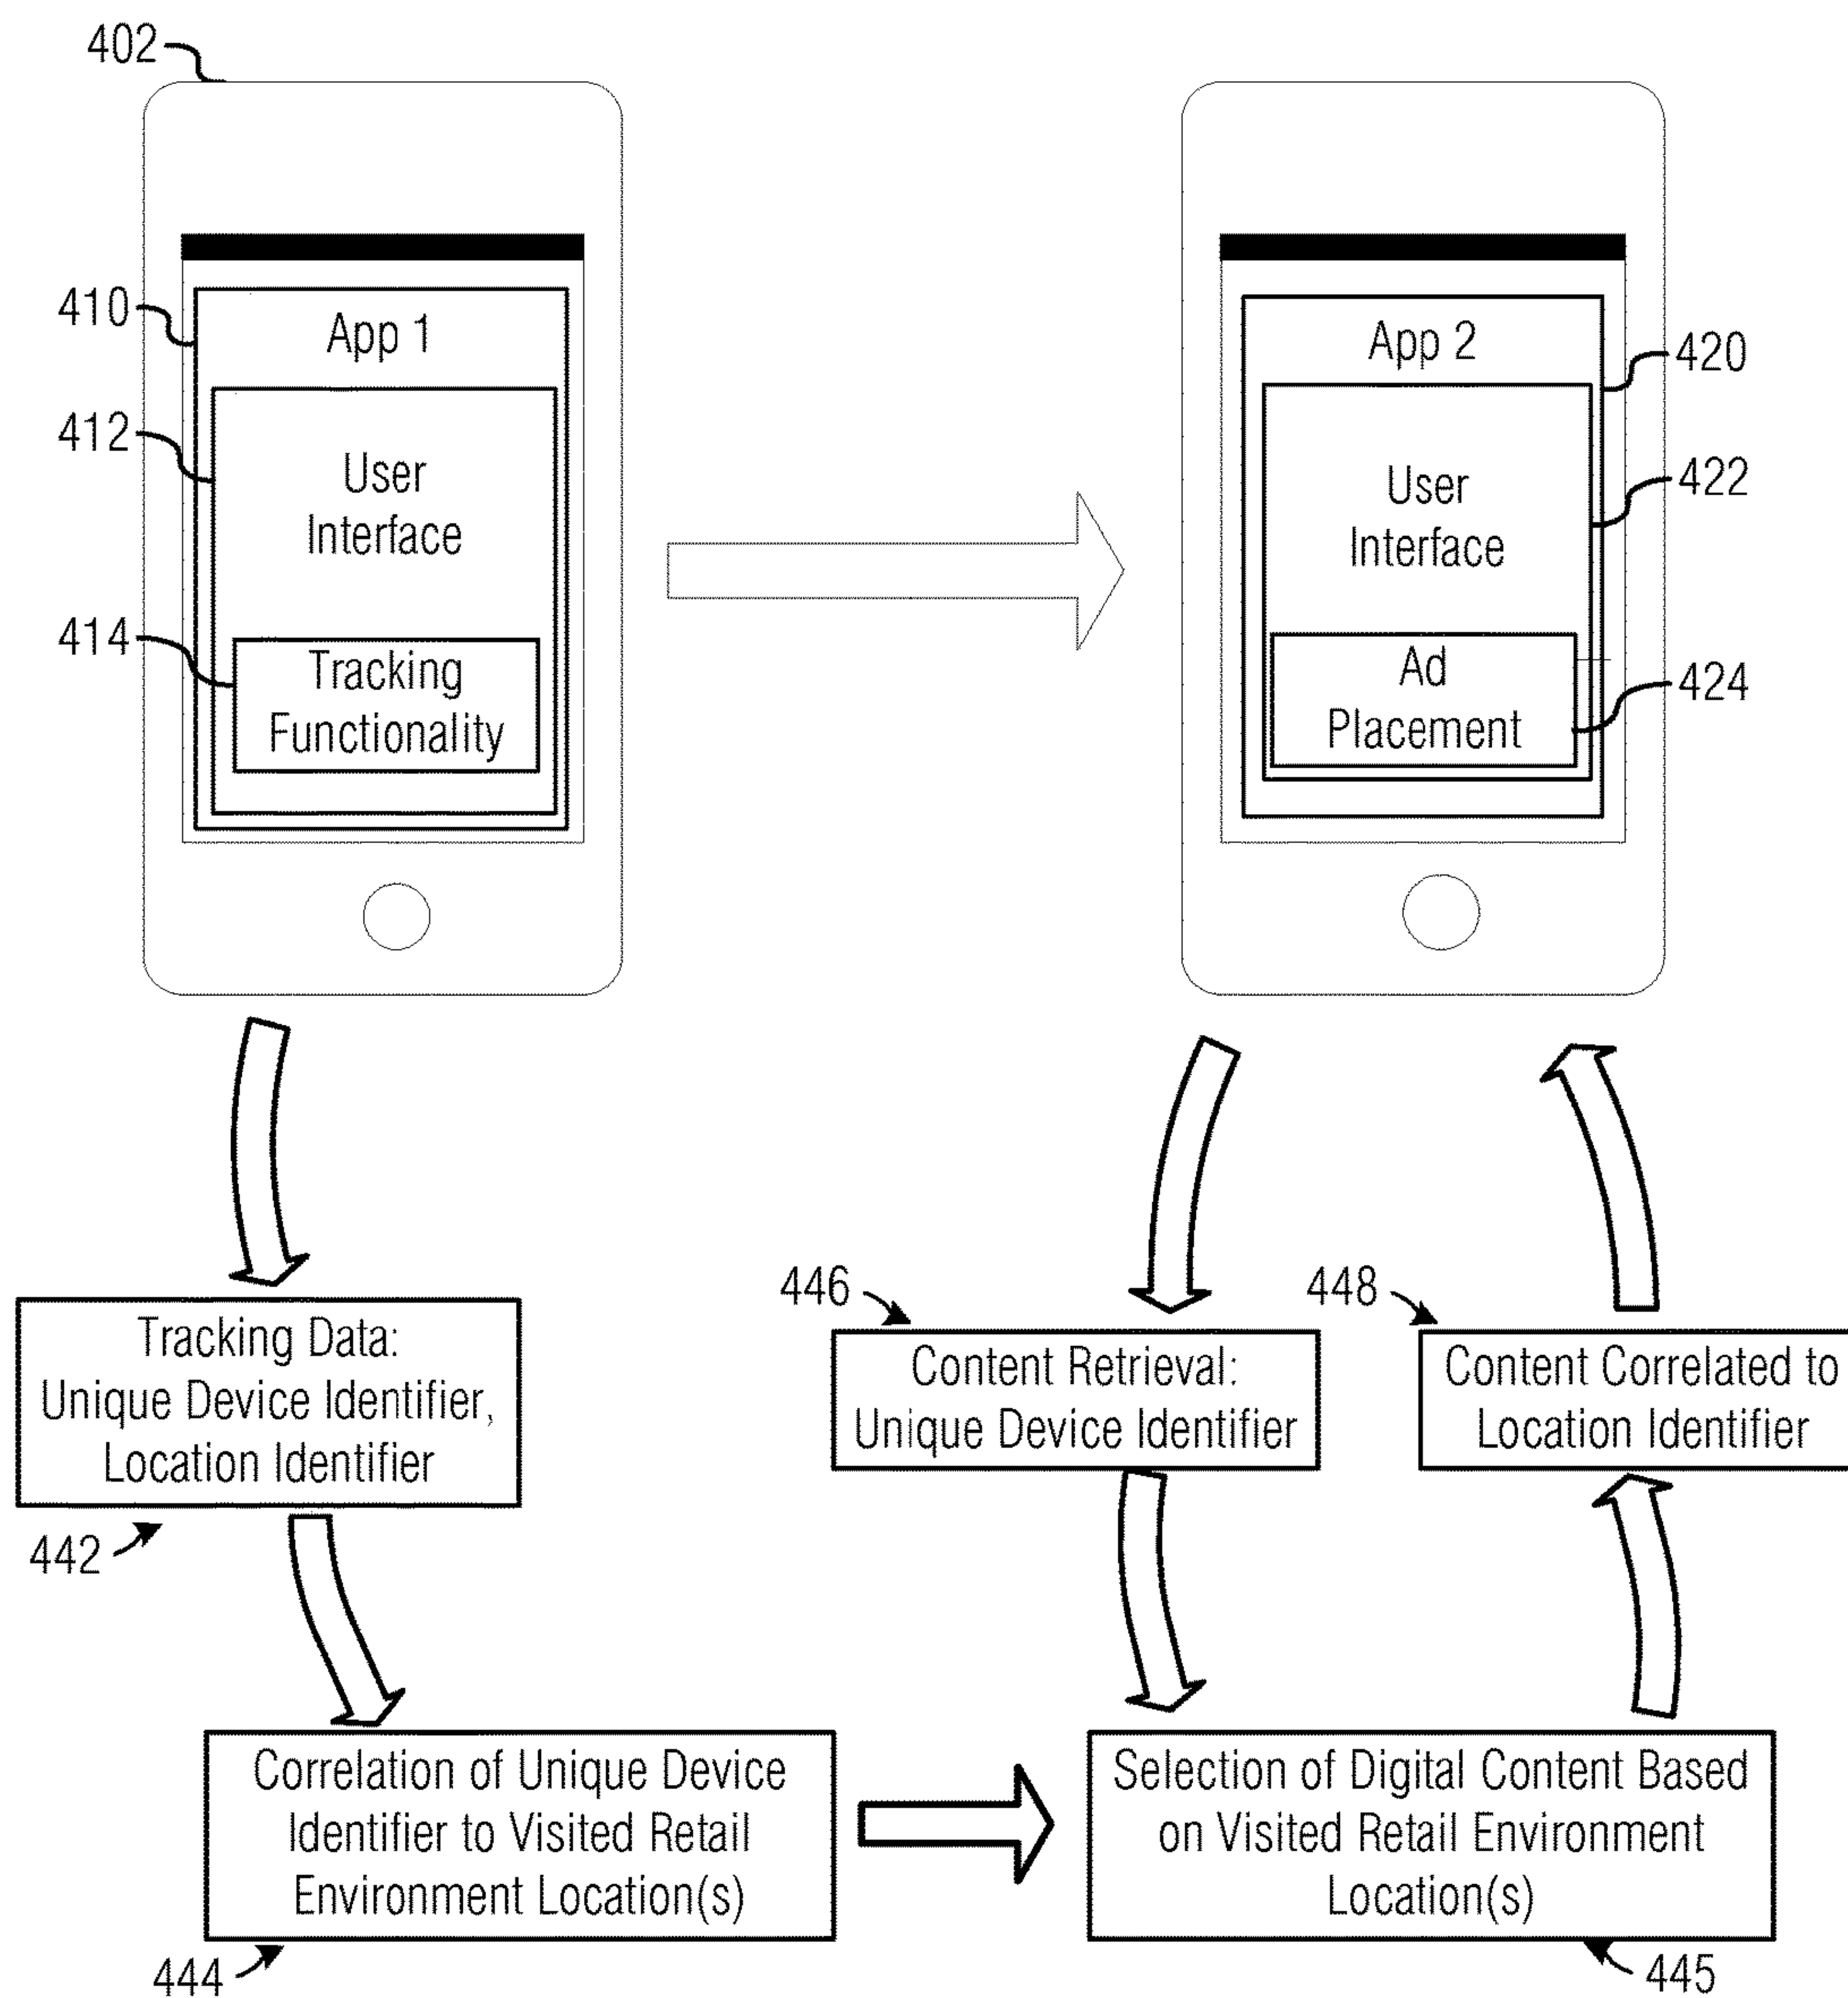 402
410
App 1
412
User
Interface
414
Tracking
Functionality
App 2
420
User
Interface
422
Ad
Placement
424
Tracking Data:
Unique Device Identifier,
Location Identifier
442
446
Content Retrieval:
Unique Device Identifier
448
Content Correlated to
Location Identifier
Correlation of Unique Device
Identifier to Visited Retail
Environment Location(s)
444
Selection of Digital Content Based
on Visited Retail Environment
Location(s)
445